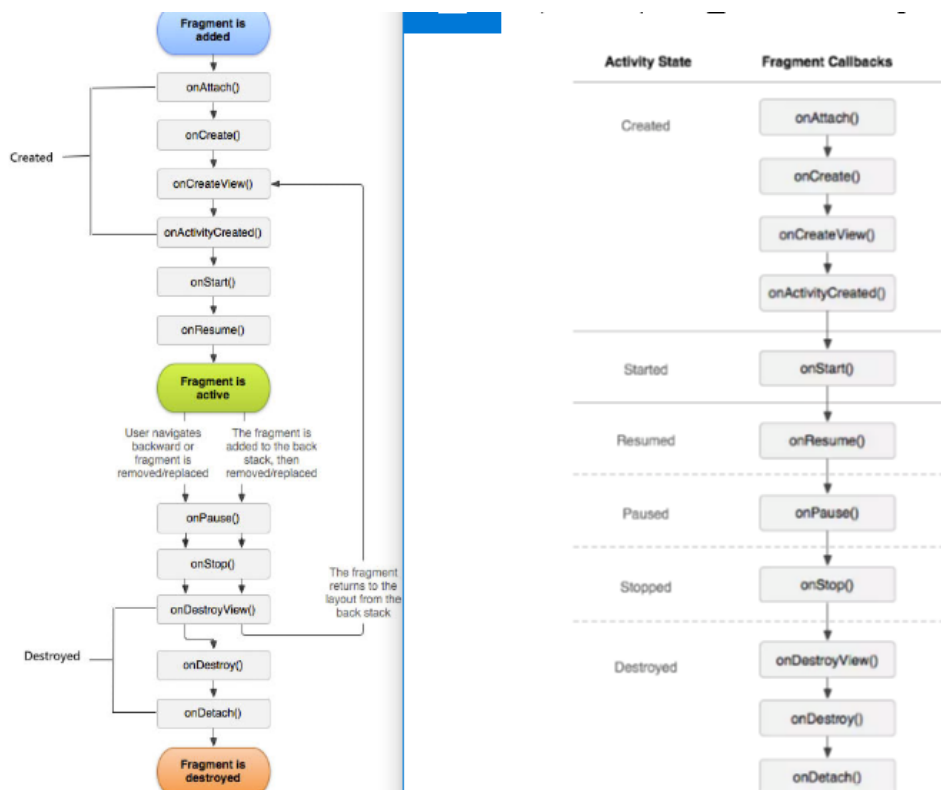 Fragment is
added
onAttach()
onCreate()
Created
onCreateView()
onActivityCreated()
onStart()
onResume()
Fragment is
active
User navigates
backward or
fragment is
removed/replaced
The fragment is
added to the back
stack, then
removed/replaced
onPause()
onStop()
The fragment
returns to the
layout from the
back stack
onDestroyView()
Destroyed
onDestroy()
onDetach()
Fragment is
destroyed
Activity State
Fragment Callbacks
Created
onAttach()
onCreate()
onCreateView()
onActivityCreated()
Started
onStart()
Resumed
onResume()
Paused
onPause()
Stopped
onStop()
Destroyed
onDestroyView()
onDestroy()
onDetach()